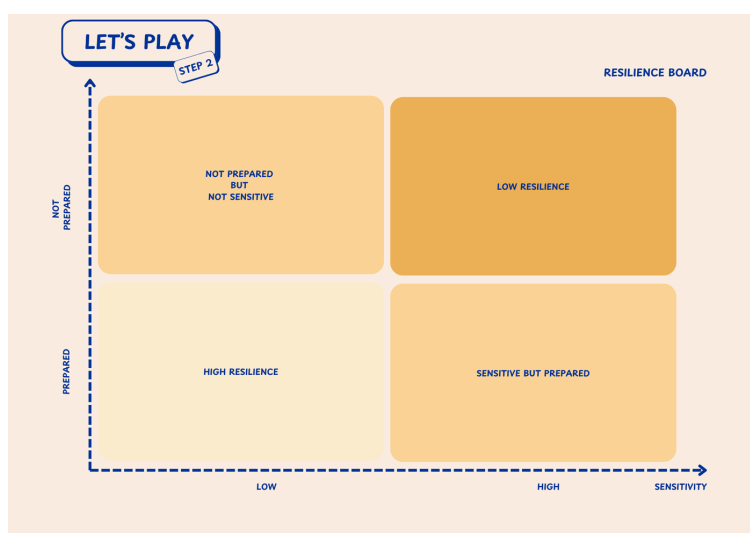 LET'S PLAY
STEP 2
RESILIENCE BOARD
NOT
PREPARED
NOT PREPARED
BUT
NOT SENSITIVE
LOW RESILIENCE
PREPARED
HIGH RESILIENCE
SENSITIVE BUT PREPARED
LOW
HIGH
SENSITIVITY